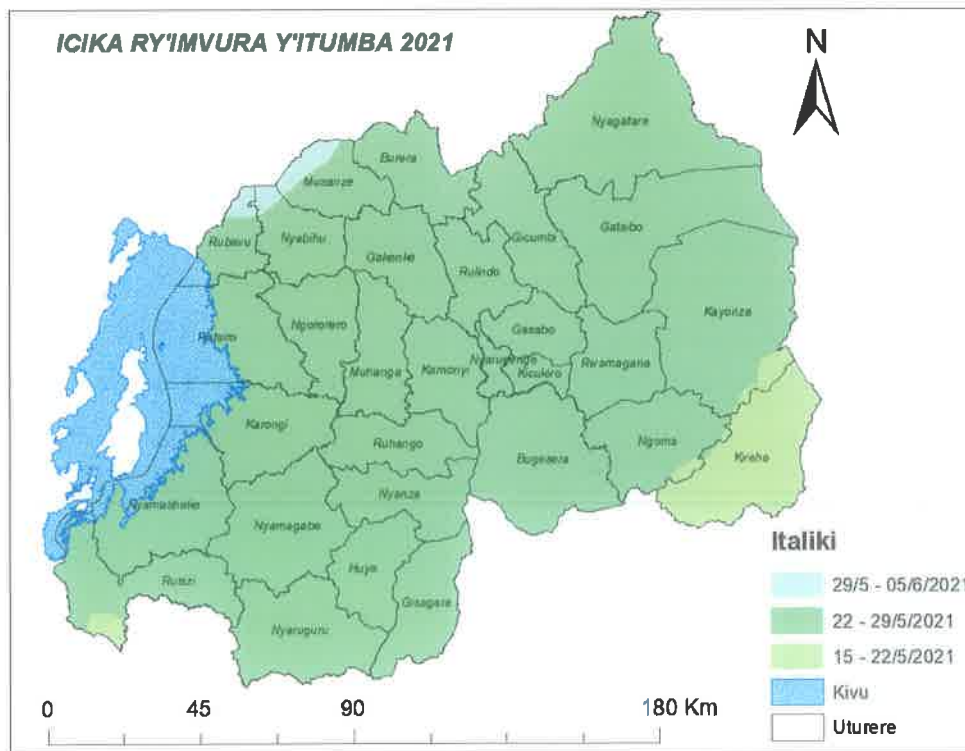 ICIKA RY'IMVURA Y'ITUMBA 2021
N
Nyagatare
Burera
Musanze
Gatsibo
Gicumbi
Rubavu
Nyabihu
Gakenke
Rulindo
Kayonza
Rutsiro
Ngororero
Gasabo
Muhanga
Kamonyi
Nyarugenge
Kicukiro
Rwamagana
Karongi
Ruhango
Bugesera
Ngoma
Kirehe
Nyanza
Nyamasheke
Nyamagabe
Huye
Rusizi
Gisagara
Nyaruguru
Italiki
29/5 - 05/6/2021
22 - 29/5/2021
15 - 22/5/2021
Kivu
Uturere
0 45 90 180 Km